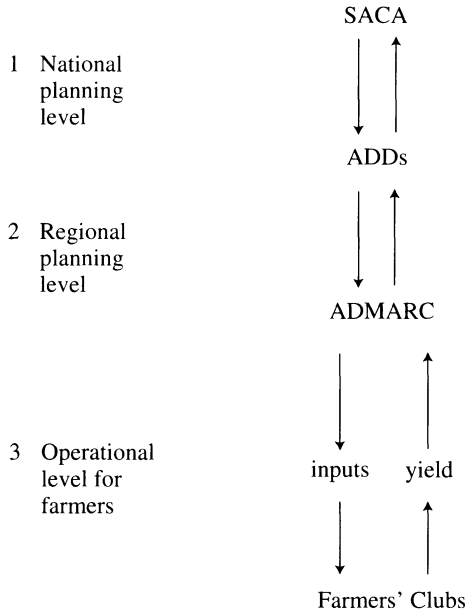 SACA
1 National
planning
level
ADDs
2 Regional
planning
level
ADMARC
3 Operational
level for
farmers
inputs yield
Farmers' Clubs